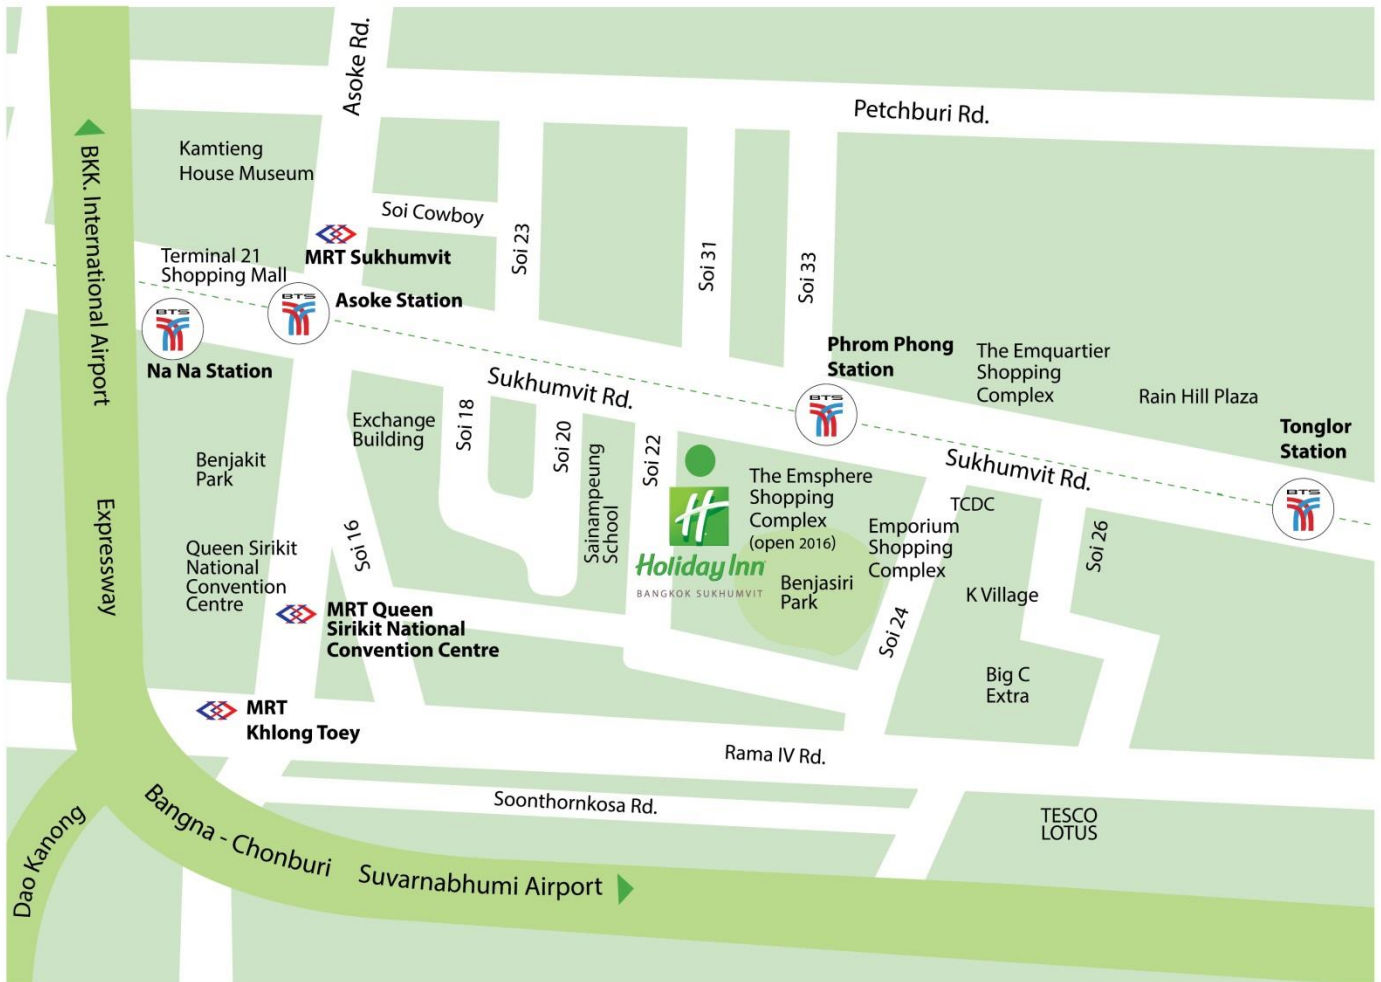 Asoke Rd.
Petchburi Rd.
BKK. International Airport
Expressway
Kamtieng
House Museum
Soi Cowboy
Soi 23
Soi 31
Soi 33
MRT Sukhumvit
Terminal 21
Shopping Mall
BTS
Asoke Station
BTS
Na Na Station
Phrom Phong
Station
BTS
The Emquartier
Shopping
Complex
Rain Hill Plaza
Tonglor
Station
BTS
Sukhumvit Rd.
Sukhumvit Rd.
Exchange
Building
Soi 18
Soi 20
Sainampeung
School
Soi 22
Benjakit
Park
H
Holiday Inn
BANGKOK SUKHUMVIT
The Emsphere
Shopping
Complex
(open 2016)
TCDC
Emporium
Shopping
Complex
Soi 26
Soi 16
Queen Sirikit
National
Convention
Centre
Benjasiri
Park
K Village
Soi 24
MRT Queen
Sirikit National
Convention Centre
Big C
Extra
MRT
Khlong Toey
Rama IV Rd.
Soonthornkosa Rd.
TESCO
LOTUS
Dao Kanong
Bangna - Chonburi
Suvarnabhumi Airport